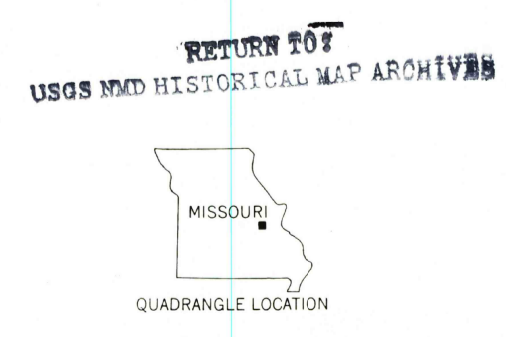 RETURN TO:
USGS NMD HISTORICAL MAP ARCHIVES
MISSOURI
QUADRANGLE LOCATION